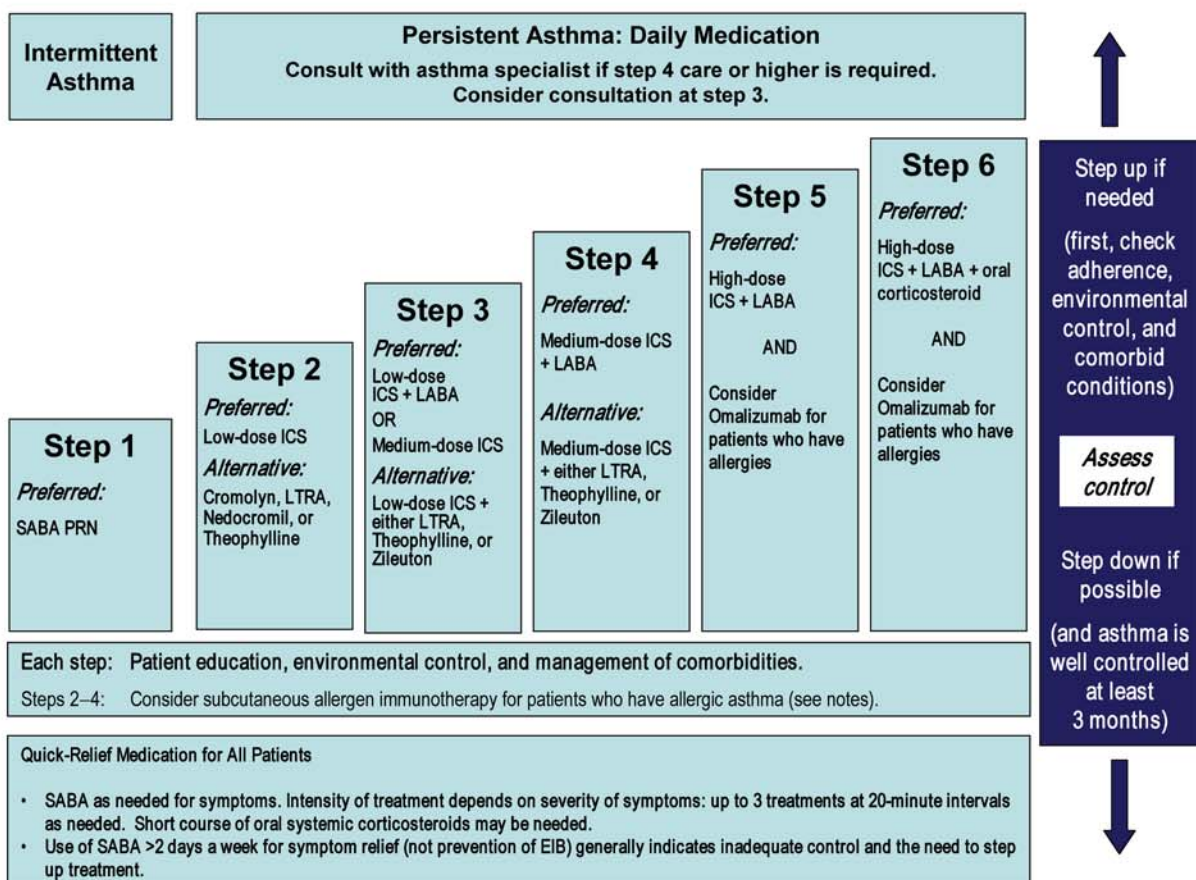 Intermittent
Asthma
Persistent Asthma: Daily Medication
Consult with asthma specialist if step 4 care or higher is required.
Consider consultation at step 3.
Step 1
Preferred:
SABA PRN
Step 2
Preferred:
Low-dose ICS
Alternative:
Cromolyn, LTRA,
Nedocromil, or
Theophylline
Step 3
Preferred:
Low-dose
ICS + LABA
OR
Medium-dose ICS
Alternative:
Low-dose ICS +
either LTRA,
Theophylline, or
Zileuton
Step 4
Preferred:
Medium-dose ICS
+ LABA
Alternative:
Medium-dose ICS
+ either LTRA,
Theophylline, or
Zileuton
Step 5
Preferred:
High-dose
ICS + LABA
AND
Consider
Omalizumab for
patients who have
allergies
Step 6
Preferred:
High-dose
ICS + LABA + oral
corticosteroid
AND
Consider
Omalizumab for
patients who have
allergies
Step up if
needed
(first, check
adherence,
environmental
control, and
comorbid
conditions)
Assess
control
Step down if
possible
(and asthma is
well controlled
at least
3 months)
Each step: Patient education, environmental control, and management of comorbidities.
Steps 2–4: Consider subcutaneous allergen immunotherapy for patients who have allergic asthma (see notes).
Quick-Relief Medication for All Patients
• SABA as needed for symptoms. Intensity of treatment depends on severity of symptoms: up to 3 treatments at 20-minute intervals
as needed. Short course of oral systemic corticosteroids may be needed.
• Use of SABA >2 days a week for symptom relief (not prevention of EIB) generally indicates inadequate control and the need to step
up treatment.